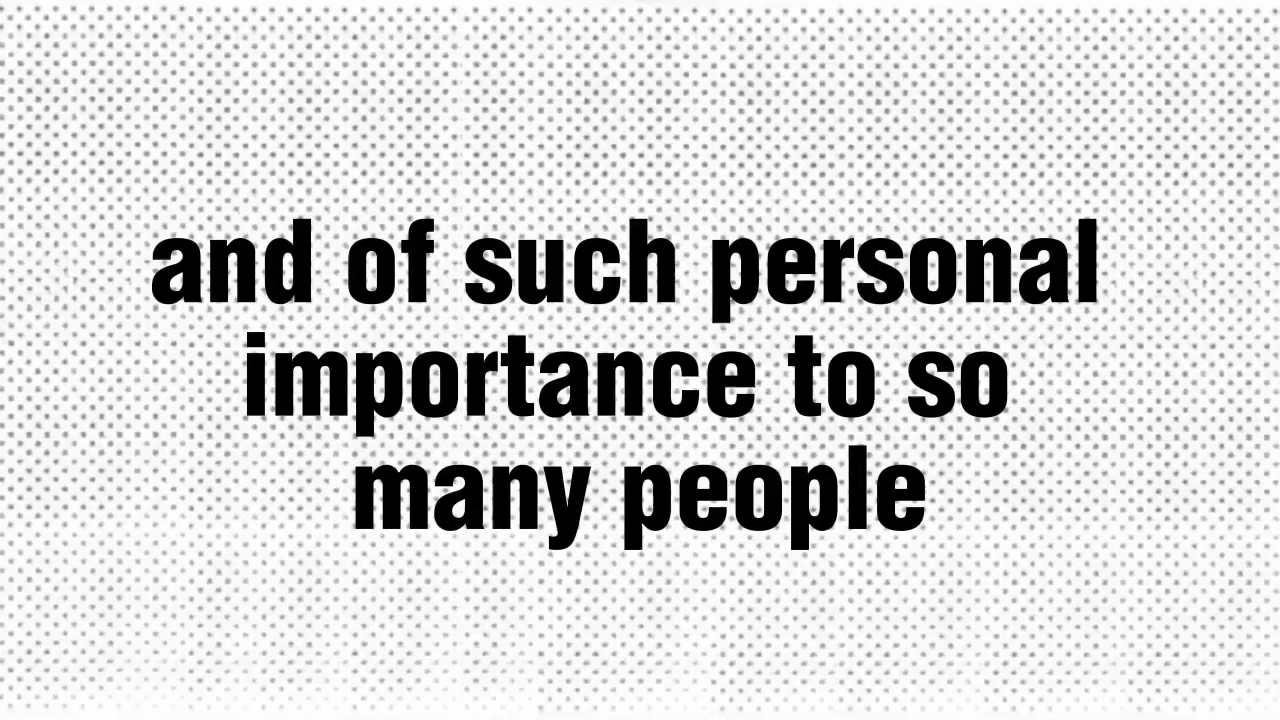 and of such personal
importance to so
many people